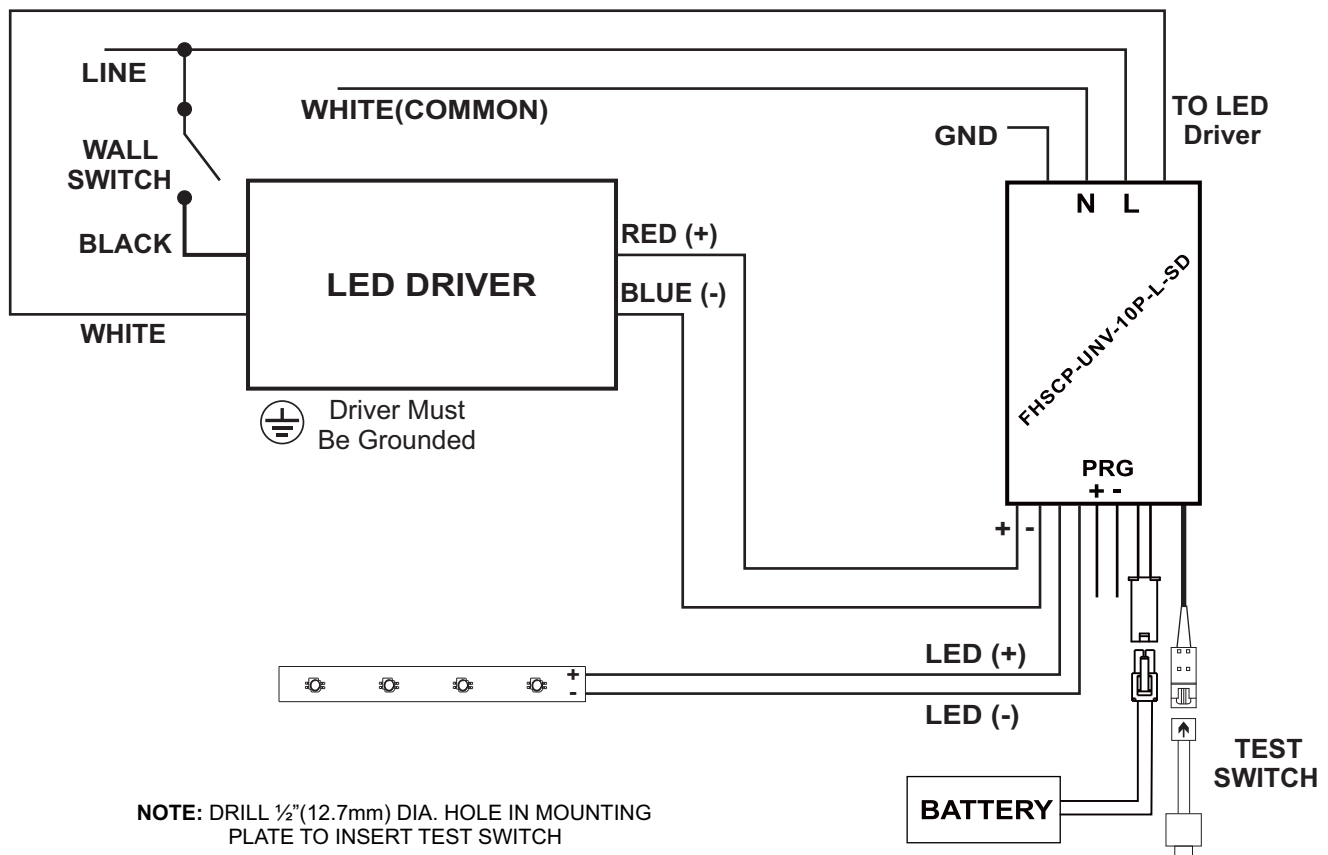 LINE
WHITE(COMMON)
TO LED
Driver
GND
WALL
SWITCH
N L
BLACK
RED (+)
LED DRIVER
BLUE (-)
FHSCP-UNV-10P-L-SD
WHITE
Driver Must
Be Grounded
PRG
+ -
+ -
LED (+)
+
-
LED (-)
TEST
SWITCH
BATTERY
NOTE: DRILL ½”(12.7mm) DIA. HOLE IN MOUNTING
PLATE TO INSERT TEST SWITCH